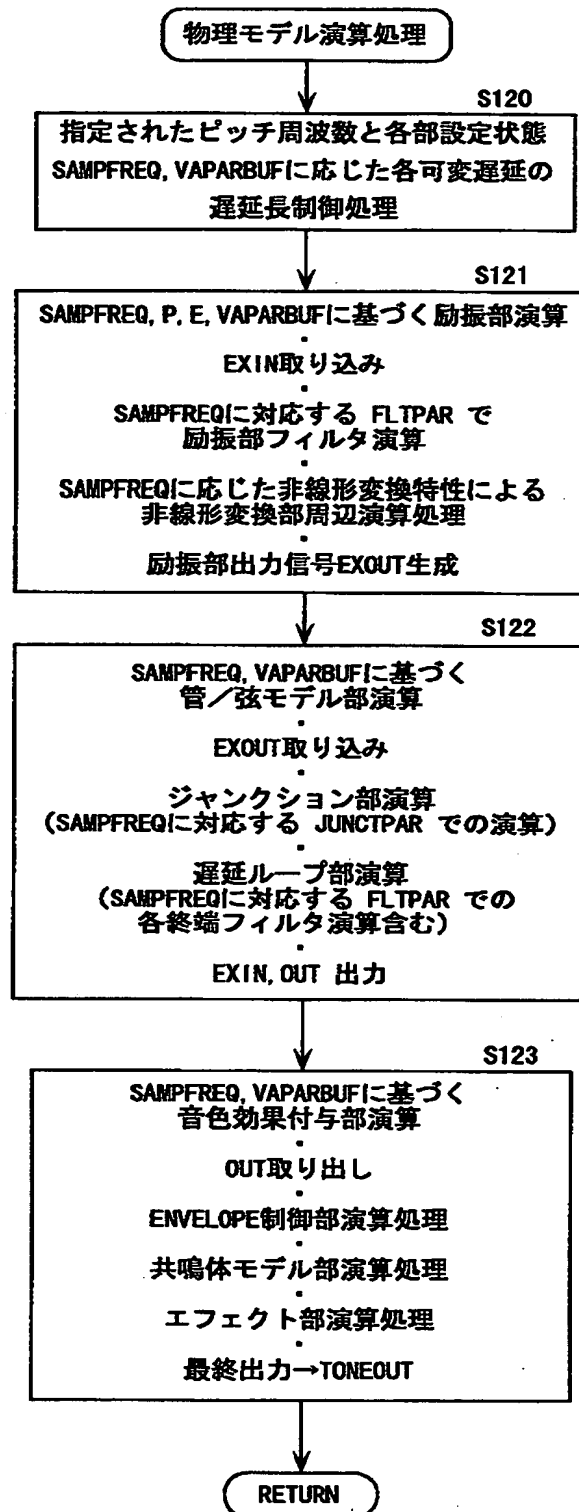 物理モデル演算処理
S120
指定されたピッチ周波数と各部設定状態
SAMPFREQ, VAPARBUFに応じた各可変遅延の
遅延長制御処理
S121
SAMPFREQ, P, E, VAPARBUFに基づく励振部演算
・
EXIN取り込み
・
SAMPFREQに対応する FLTPAR で
励振部フィルタ演算
・
SAMPFREQに応じた非線形変換特性による
非線形変換部周辺演算処理
・
励振部出力信号EXOUT生成
S122
SAMPFREQ, VAPARBUFに基づく
管／弦モデル部演算
・
EXOUT取り込み
・
ジャンクション部演算
(SAMPFREQに対応する JUNCTPAR での演算)
・
遅延ループ部演算
(SAMPFREQに対応する FLTPAR での
各終端フィルタ演算含む)
・
EXIN, OUT 出力
S123
SAMPFREQ, VAPARBUFに基づく
音色効果付与部演算
・
OUT取り出し
・
ENVELOPE制御部演算処理
・
共鳴体モデル部演算処理
・
エフェクト部演算処理
・
最終出力→TONEOUT
RETURN